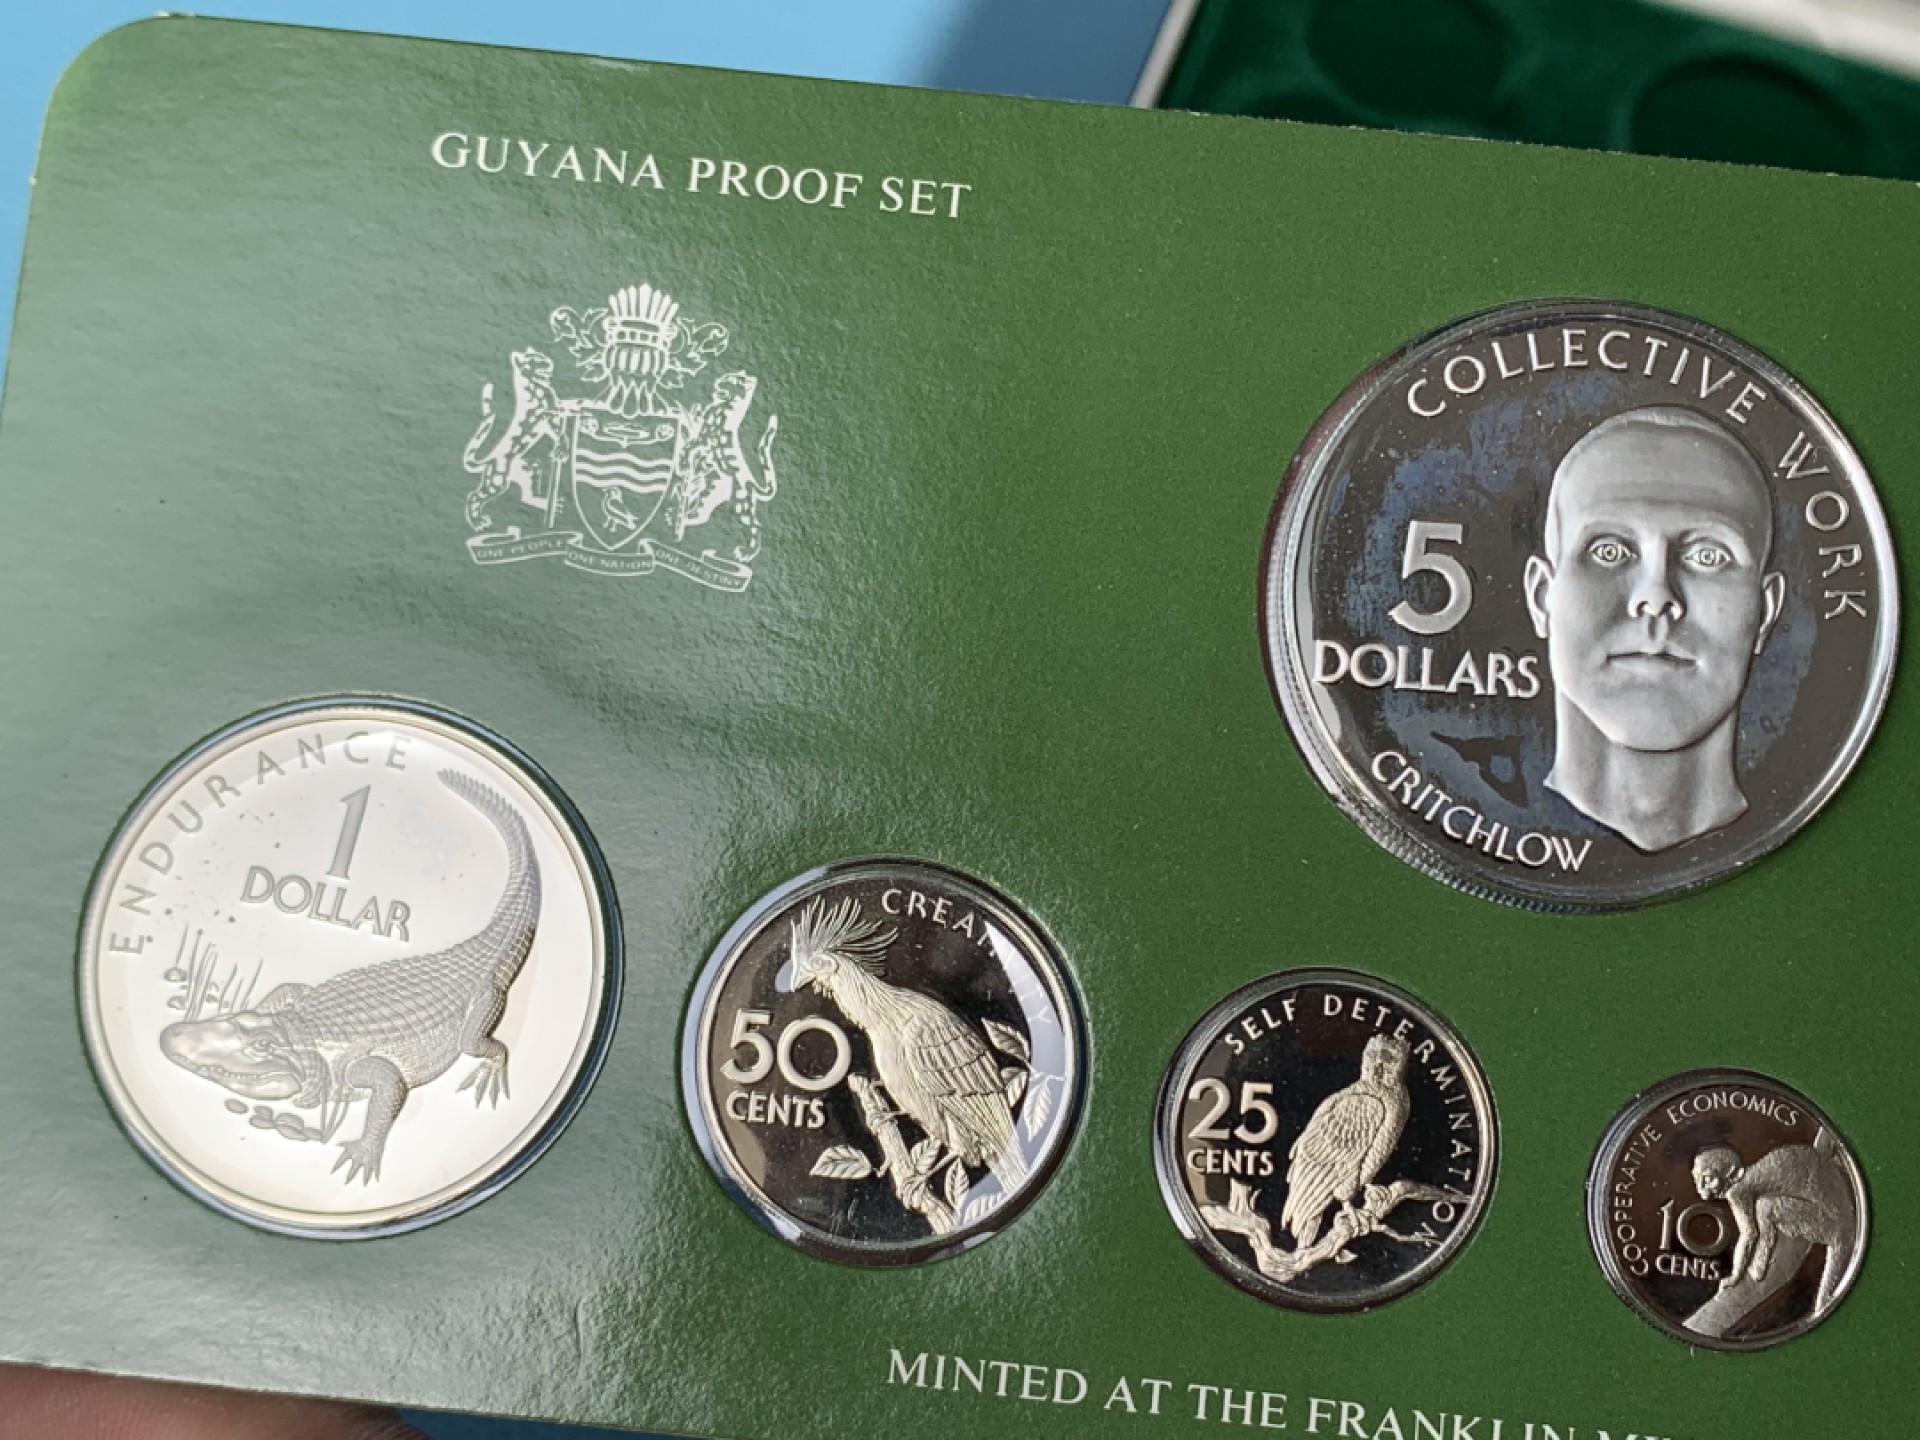 GUYANA PROOF SET
ONE PEOPLE ONE NATION ONE DESTINY
COLLECTIVE WORK
5
DOLLARS
CRITCHLOW
ENDURANCE
1
DOLLAR
CREATIVITY
50
CENTS
SELF DETERMINATION
25
CENTS
COOPERATIVE ECONOMICS
10
CENTS
MINTED AT THE FRANKLIN